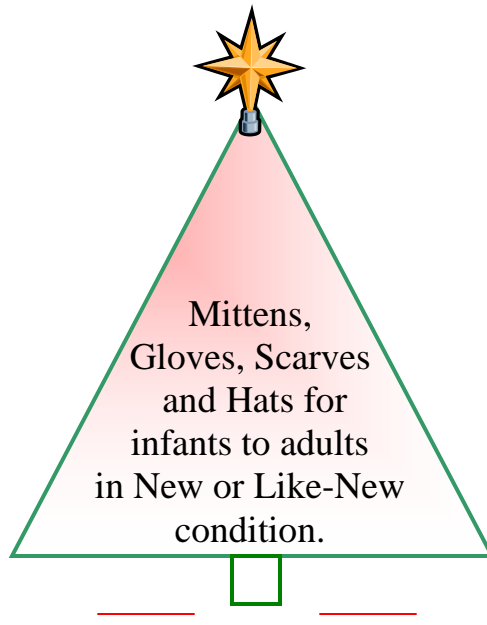 Mittens,
Gloves, Scarves
and Hats for
infants to adults
in New or Like-New
condition.